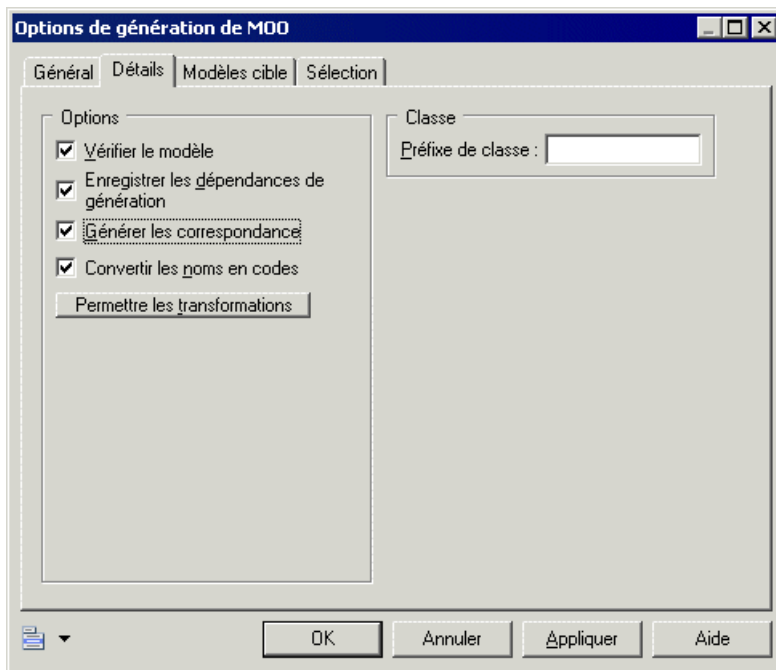 Options de génération de MOO
Général
Détails
Modèles cible
Sélection
Options
Vérifier le modèle
Enregistrer les dépendances de
génération
Générer les correspondance
Convertir les noms en codes
Permettre les transformations
Classe
Préfixe de classe :
OK
Annuler
Appliquer
Aide